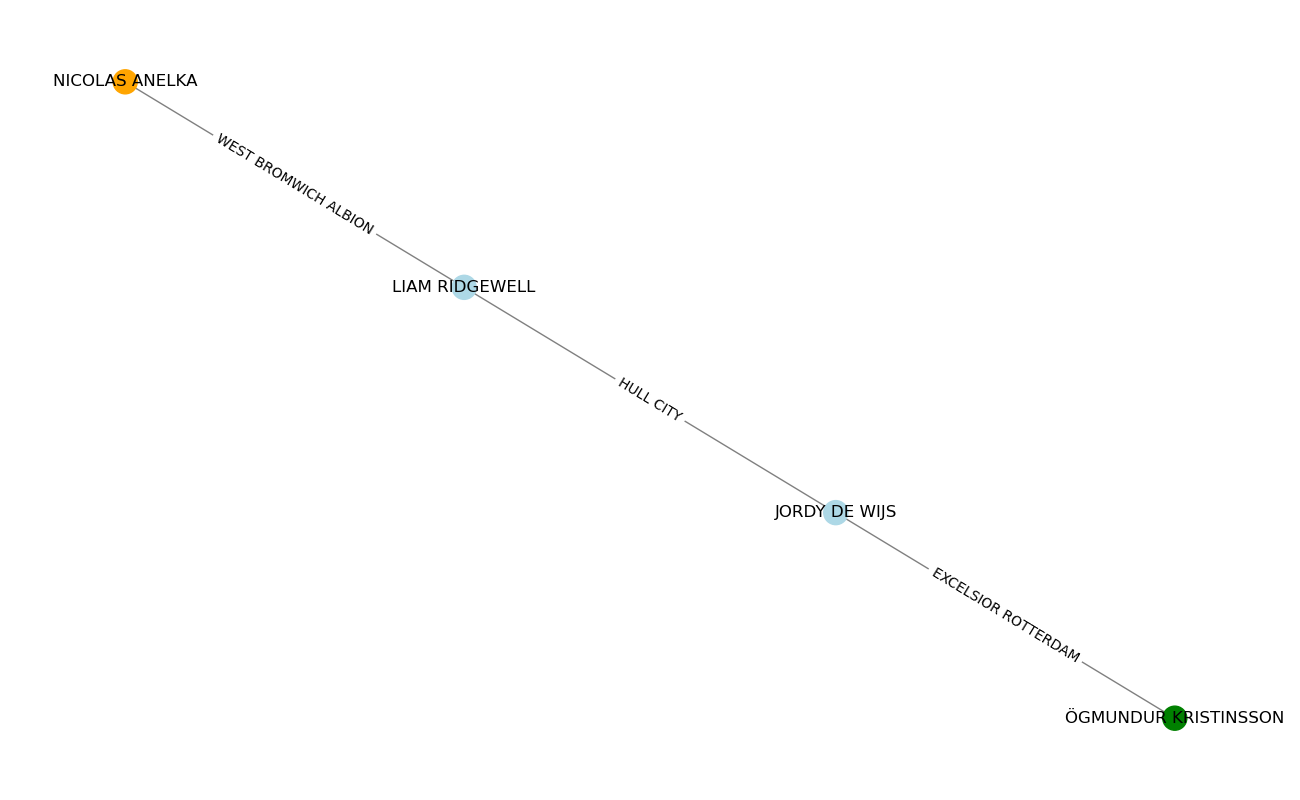 NICOLAS ANELKA
WEST BROMWICH ALBION
LIAM RIDGEWELL
HULL CITY
JORDY DE WIJS
EXCELSIOR ROTTERDAM
ÖGMUNDUR KRISTINSSON